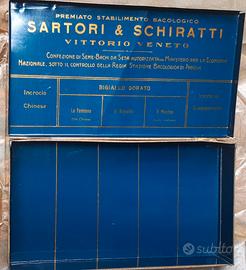 PREMIATO STABILIMENTO BACOLOGICO
SARTORI & SCHIRATTI
VITTORIO VENETO
CONFEZIONE DI SEME-BACHI DA SETA AUTORIZZATA DAL MINISTERO PER LA ECONOMIA
NAZIONALE, SOTTO IL CONTROLLO DELLA REGIA STAZIONE BACOLOGICA DI PADOVA
BIGIALLO DORATO
Incrocio
Chinese
subito